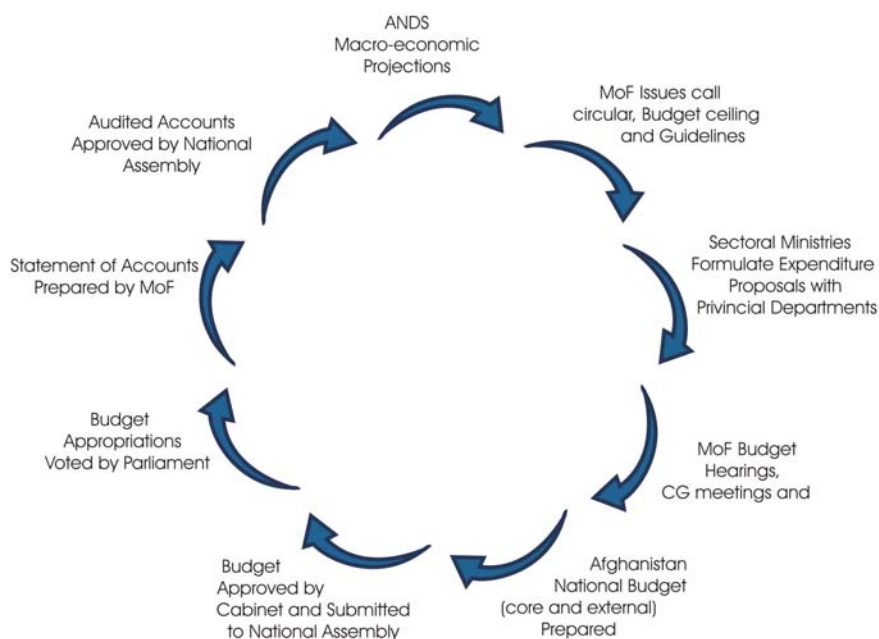 ANDS
Macro-economic
Projections
MoF Issues call
circular, Budget ceiling
and Guidelines
Sectoral Ministries
Formulate Expenditure
Proposals with
Privincial Departments
MoF Budget
Hearings,
CG meetings and
Afghanistan
National Budget
(core and external)
Prepared
Budget
Approved by
Cabinet and Submitted
to National Assembly
Budget
Appropriations
Voted by Parliament
Statement of Accounts
Prepared by MoF
Audited Accounts
Approved by National
Assembly